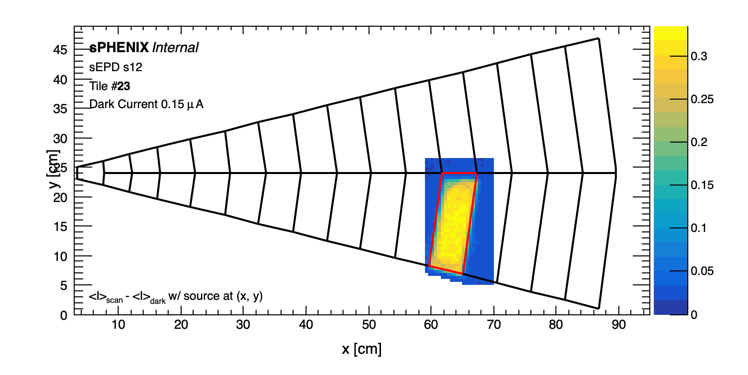 sPHENIX Internal
sEPD s12
Tile #23
Dark Current 0.15 μA
<I>scan - <I>dark w/ source at (x, y)
y [cm]
45
40
35
30
25
20
15
10
5
0
10 20 30 40 50 60 70 80 90
x [cm]
0.3
0.25
0.2
0.15
0.1
0.05
0